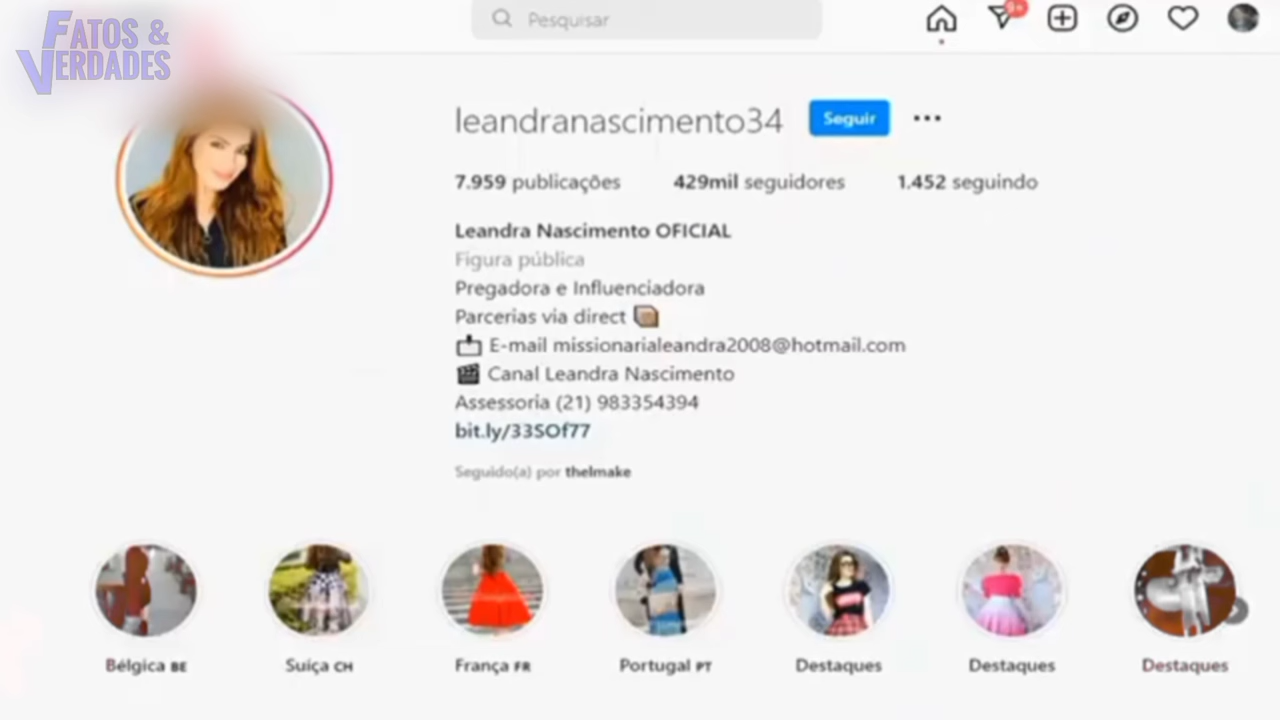 FATOS &
VERDADES
Pesquisar
9+
leandranascimento34 Seguir
7.959 publicações 429mil seguidores 1.452 seguindo
Leandra Nascimento OFICIAL
Figura pública
Pregadora e Influenciadora
Parcerias via direct
E-mail missionarialeandra2008@hotmail.com
Canal Leandra Nascimento
Assessoria (21) 983354394
bit.ly/33SOf77
Seguido(a) por thelmake
Bélgica BE Suiça CH França FR Portugal PT Destaques Destaques Destaques